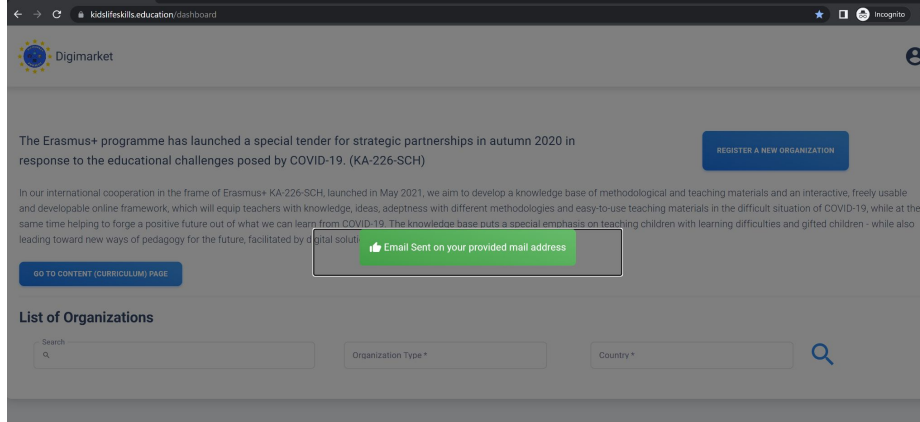 kidslifeskills.education/dashboard
Incognito
Digimarket
The Erasmus+ programme has launched a special tender for strategic partnerships in autumn 2020 in
response to the educational challenges posed by COVID-19. (KA-226-SCH)
REGISTER A NEW ORGANIZATION
In our international cooperation in the frame of Erasmus+ KA-226-SCH, launched in May 2021, we aim to develop a knowledge base of methodological and teaching materials and an interactive, freely usable
and developable online framework, which will equip teachers with knowledge, ideas, adeptness with different methodologies and easy-to-use teaching materials in the difficult situation of COVID-19, while at the
same time helping to forge a positive future out of what we can learn from COVID-19. The knowledge base puts a special emphasis on teaching children with learning difficulties and gifted children - while also
leading toward new ways of pedagogy for the future, facilitated by digital
Email Sent on your provided mail address
GO TO CONTENT (CURRICULUM) PAGE
List of Organizations
Search
Organization Type *
Country *